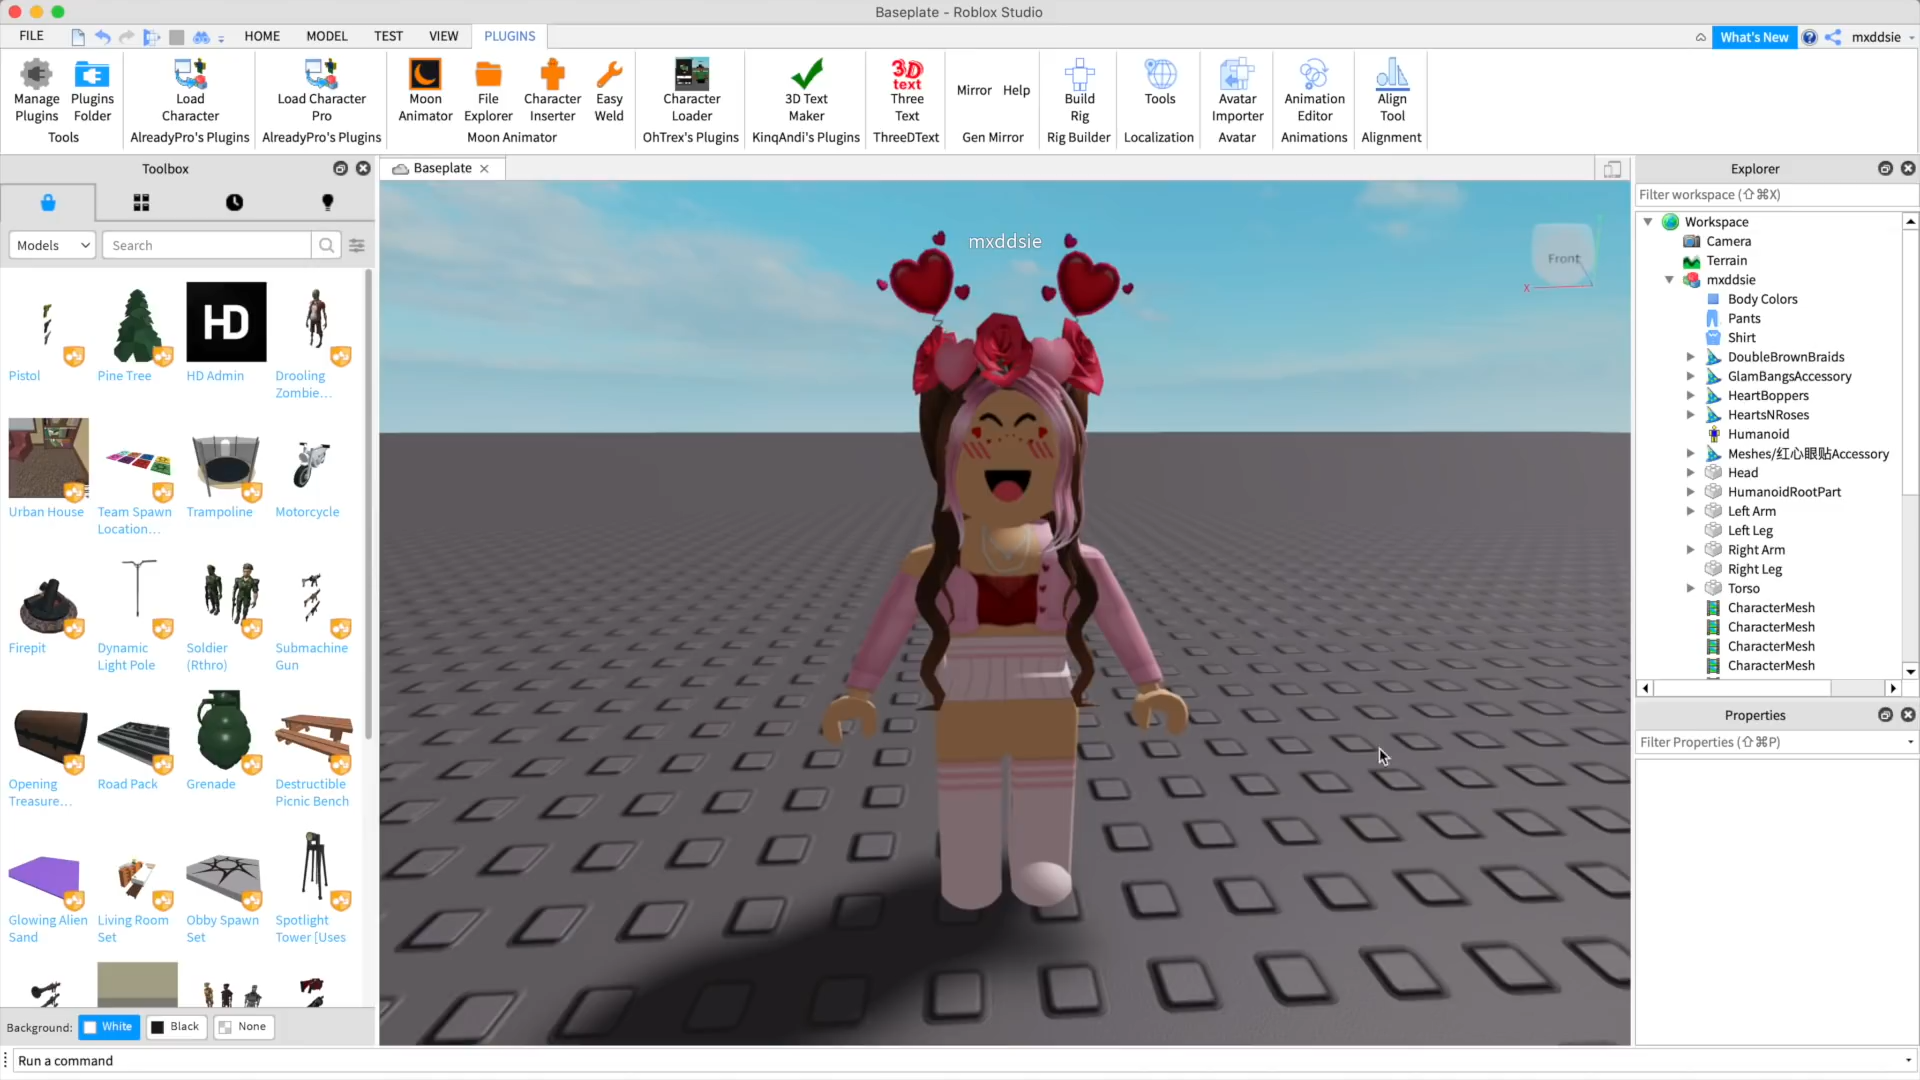 Baseplate - Roblox Studio
FILE
HOME
MODEL
TEST
VIEW
PLUGINS
What's New
mxddsie
Manage Plugins
Plugins Folder
Load Character
Load Character Pro
Moon Animator
File Explorer
Character Inserter
Easy Weld
Character Loader
3D Text Maker
3D text
Three Text
Mirror
Help
Build Rig
Tools
Avatar Importer
Animation Editor
Align Tool
Tools
AlreadyPro's Plugins
AlreadyPro's Plugins
Moon Animator
OhTrex's Plugins
KinqAndi's Plugins
ThreeDText
Gen Mirror
Rig Builder
Localization
Avatar
Animations
Alignment
Toolbox
Models
Search
HD
Pistol
Pine Tree
HD Admin
Drooling
Zombie...
Urban House
Team Spawn
Location...
Trampoline
Motorcycle
Firepit
Dynamic
Light Pole
Soldier
(Rthro)
Submachine
Gun
Opening
Treasure...
Road Pack
Grenade
Destructible
Picnic Bench
Glowing Alien
Sand
Living Room
Set
Obby Spawn
Set
Spotlight
Tower [Uses
Background:
White
Black
None
Baseplate
mxddsie
Front
X
Explorer
Filter workspace (⇧⌘X)
Workspace
Camera
Terrain
mxddsie
Body Colors
Pants
Shirt
DoubleBrownBraids
GlamBangsAccessory
HeartBoppers
HeartsNRoses
Humanoid
Meshes/红心眼贴Accessory
Head
HumanoidRootPart
Left Arm
Left Leg
Right Arm
Right Leg
Torso
CharacterMesh
CharacterMesh
CharacterMesh
CharacterMesh
Properties
Filter Properties (⇧⌘P)
Run a command